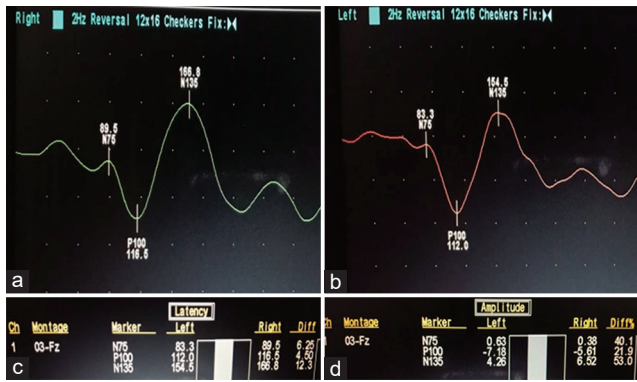 Right 2Hz Reversal 12x16 Checkers Fix:
166.8
N135
89.5
N75
P100
116.5
a
Left 2Hz Reversal 12x16 Checkers Fix:
154.5
N135
83.3
N75
P100
112.0
b
Latency
Ch Montage Marker Left Right Diff
1 O3-Fz N75 83.3 89.5 6.25
P100 112.0 116.5 4.50
N135 154.5 166.8 12.3
c
Amplitude
Ch Montage Marker Left Right Diff%
1 O3-Fz N75 0.63 0.38 40.1
P100 -7.18 -5.61 21.9
N135 4.26 6.52 53.0
d